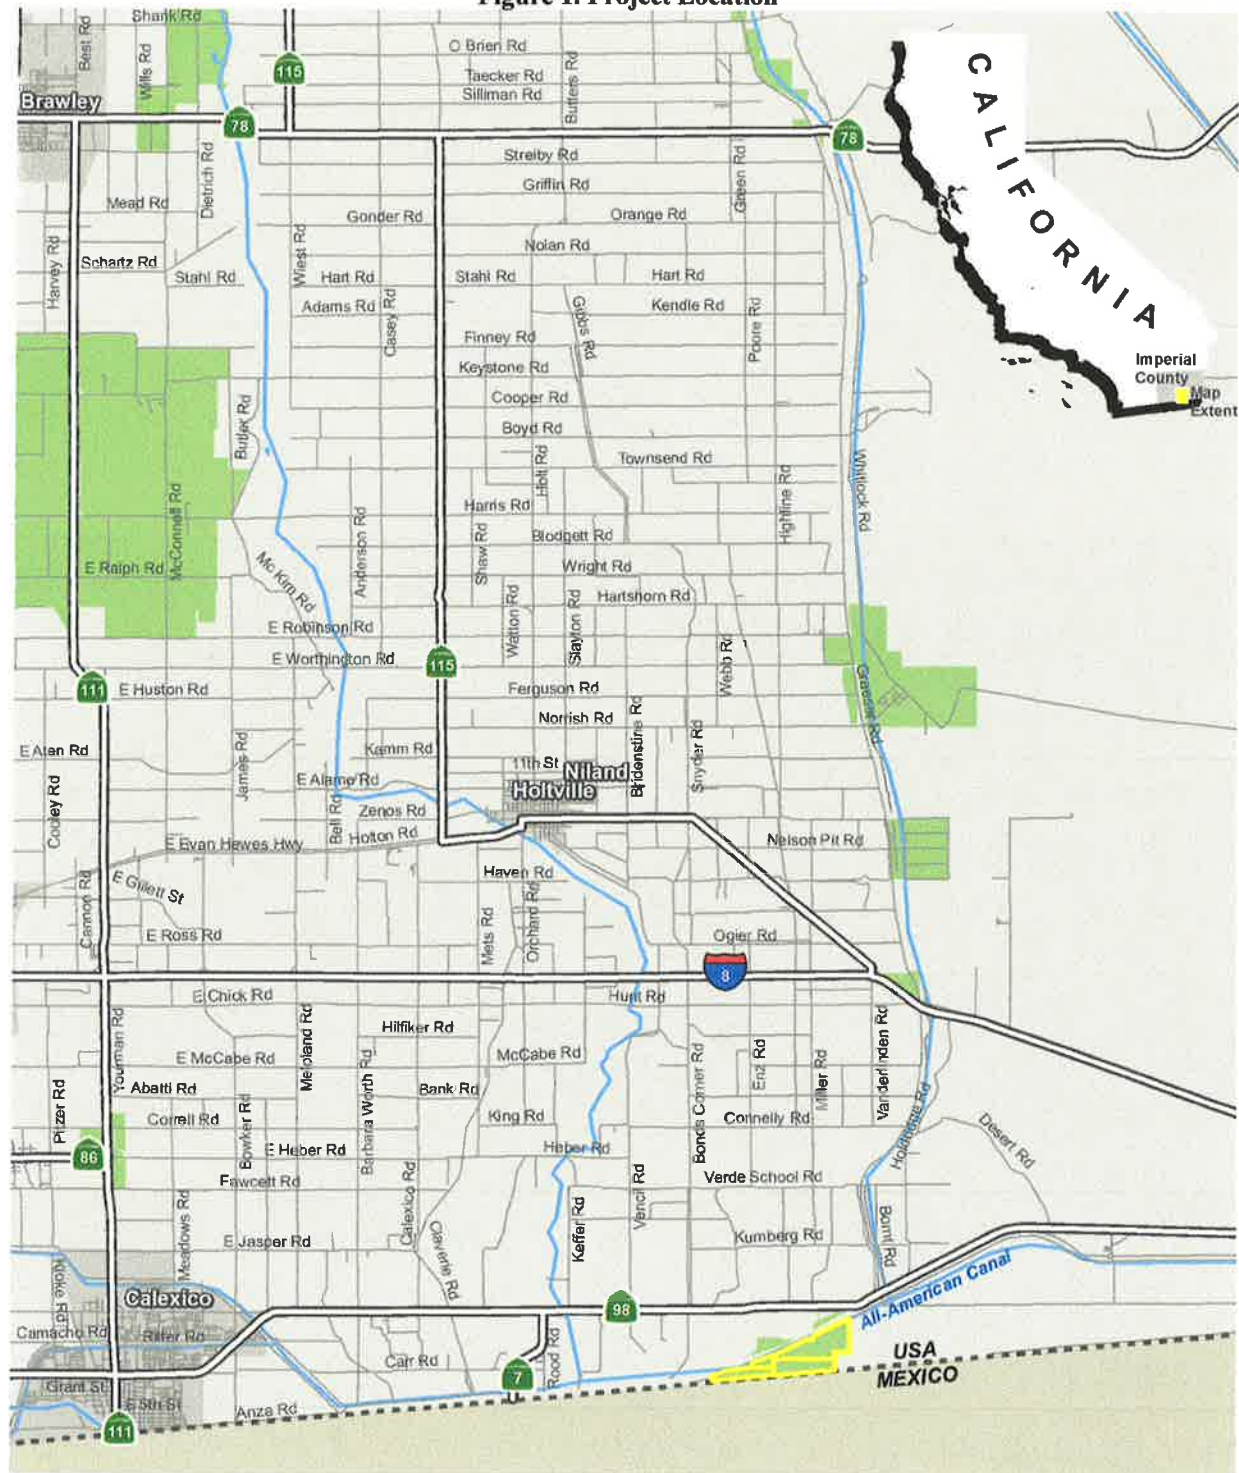 Figure 1. Project Location
Shank Rd
Best Rd
Wills Rd
115
O Brien Rd
Taecker Rd
Silliman Rd
Butters Rd
CALIFORNIA
Brawley
78
78
Dietrich Rd
Streiby Rd
Griffin Rd
Green Rd
Mead Rd
Gonder Rd
Orange Rd
Harvey Rd
Schartz Rd
Wiest Rd
Nolan Rd
Stahl Rd
Hart Rd
Stahl Rd
Hart Rd
Adams Rd
Casey Rd
Gibbs Rd
Kendle Rd
Poore Rd
Finney Rd
Keystone Rd
Imperial
County
Map
Extent
Cooper Rd
Butler Rd
Boyd Rd
Holt Rd
Townsend Rd
Whitlock Rd
McConnell Rd
Harris Rd
Highline Rd
Anderson Rd
Shaw Rd
Blodgett Rd
E Ralph Rd
Mc Kim Rd
Wright Rd
Hartshorn Rd
Walton Rd
Slayton Rd
E Robinson Rd
E Worthington Rd
115
Webb Rd
111
E Huston Rd
Ferguson Rd
Graeser Rd
Norrish Rd
Bridenstine Rd
Snyder Rd
E Aten Rd
James Rd
Kamm Rd
11th St
Niland
E Alamo Rd
Holtville
Cooley Rd
Bell Rd
Zenos Rd
Holton Rd
E Evan Hewes Hwy
Nelson Pit Rd
Haven Rd
E Gillett St
Cannon Rd
Orchard Rd
Mets Rd
E Ross Rd
Ogier Rd
8
E Chick Rd
Hunt Rd
Yourman Rd
Meloland Rd
Hilfiker Rd
Vanderlinden Rd
E McCabe Rd
McCabe Rd
Enz Rd
Miller Rd
Bonds Corner Rd
Pitzer Rd
Abatti Rd
Barbara Worth Rd
Bank Rd
Correll Rd
Bowker Rd
King Rd
Connelly Rd
Holdridge Rd
Desert Rd
86
E Heber Rd
Heber Rd
Fawcett Rd
Vencil Rd
Verde School Rd
Meadows Rd
Calexico Rd
Keffer Rd
Bornt Rd
E Jasper Rd
Claverie Rd
Kumberg Rd
Kloke Rd
Calexico
98
All-American Canal
Camacho Rd
Ritter Rd
Rood Rd
Carr Rd
7
USA
MEXICO
Grant St
E 5th St
Anza Rd
111